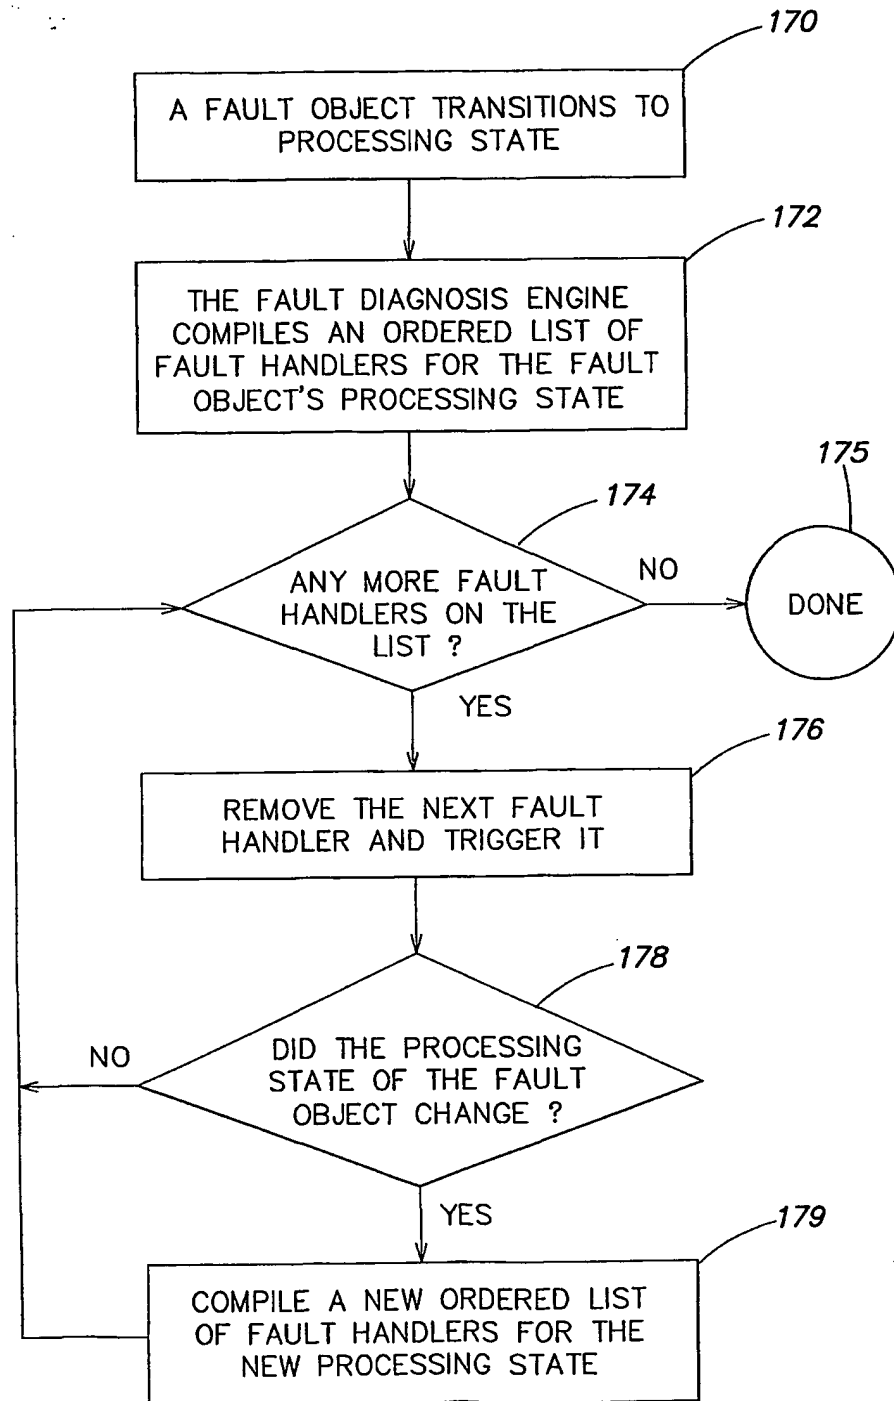 170
A FAULT OBJECT TRANSITIONS TO
PROCESSING STATE
172
THE FAULT DIAGNOSIS ENGINE
COMPILES AN ORDERED LIST OF
FAULT HANDLERS FOR THE FAULT
OBJECT'S PROCESSING STATE
174
175
ANY MORE FAULT
HANDLERS ON THE
LIST ?
NO
DONE
YES
176
REMOVE THE NEXT FAULT
HANDLER AND TRIGGER IT
178
NO
DID THE PROCESSING
STATE OF THE FAULT
OBJECT CHANGE ?
YES
179
COMPILE A NEW ORDERED LIST
OF FAULT HANDLERS FOR THE
NEW PROCESSING STATE